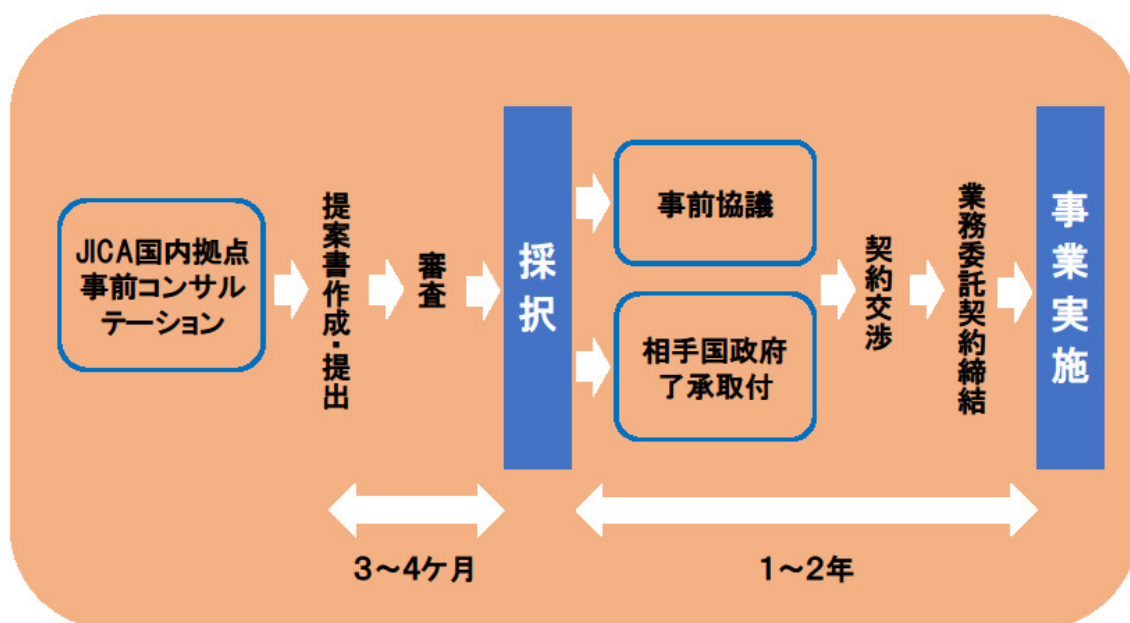 JICA国内拠点
事前コンサル
テーション
提案書作成・提出
審査
採択
事前協議
相手国政府
了承取付
契約交渉
業務委託契約締結
事業実施
3～4ケ月
1～2年